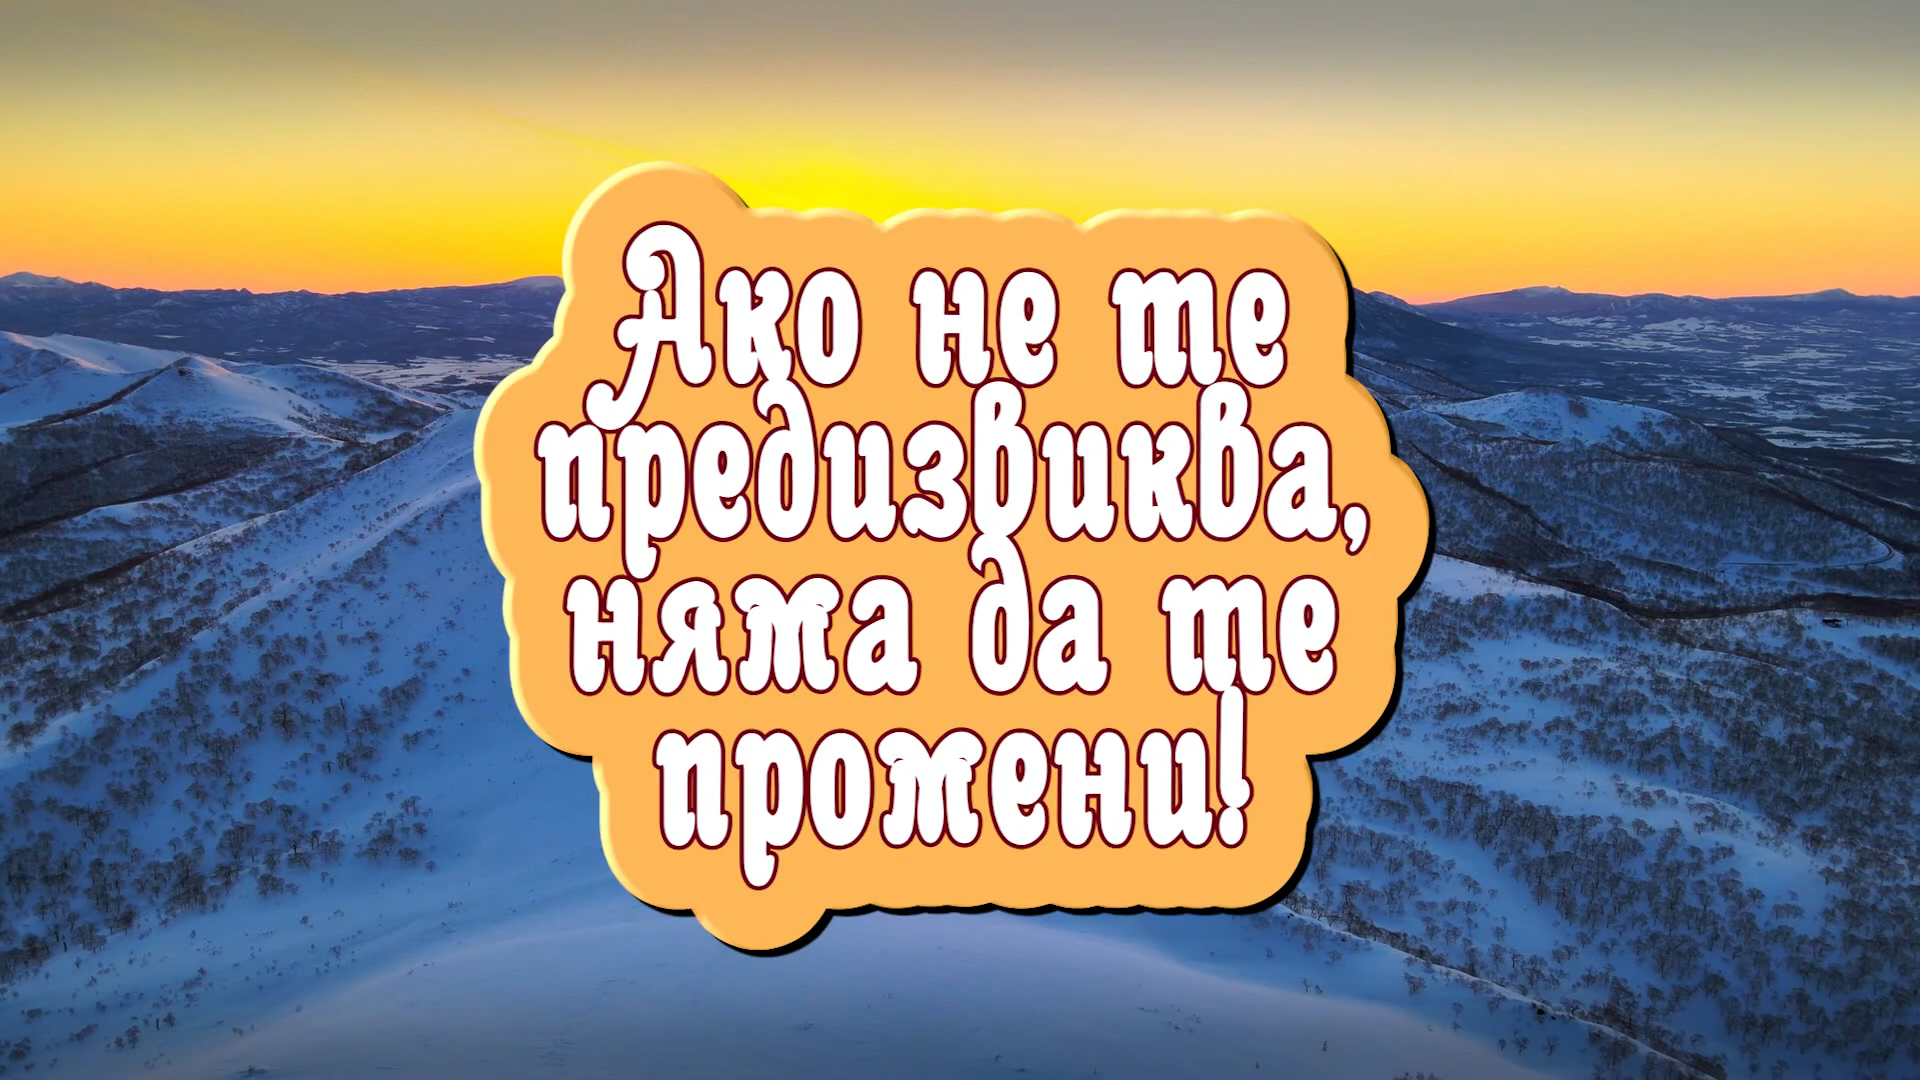 Ако не те
предизвиква,
няма да те
промени!